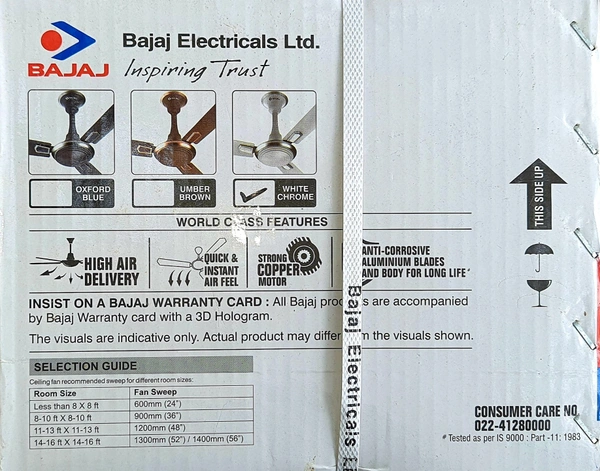 BAJAJ
Bajaj Electricals Ltd.
Inspiring Trust
OXFORD
BLUE
UMBER
BROWN
WHITE
CHROME
WORLD CLASS FEATURES
HIGH AIR
DELIVERY
QUICK &
INSTANT
AIR FEEL
STRONG
COPPER
MOTOR
ANTI-CORROSIVE
ALUMINIUM BLADES
AND BODY FOR LONG LIFE#
INSIST ON A BAJAJ WARRANTY CARD : All Bajaj are accompanied
by Bajaj Warranty card with a 3D Hologram.
The visuals are indicative only. Actual product may differ from the visuals shown.
SELECTION GUIDE
Ceiling fan recommended sweep for different room sizes:
Room Size Fan Sweep
Less than 8 X 8 ft 600mm (24")
8-10 ft X 8-10 ft 900mm (36")
11-13 ft X 11-13 ft 1200mm (48")
14-16 ft X 14-16 ft 1300mm (52") / 1400mm (56")
Bajaj Electricals
THIS SIDE UP
CONSUMER CARE NO
022-41280000
# Tested as per IS 9000 : Part -11: 1983